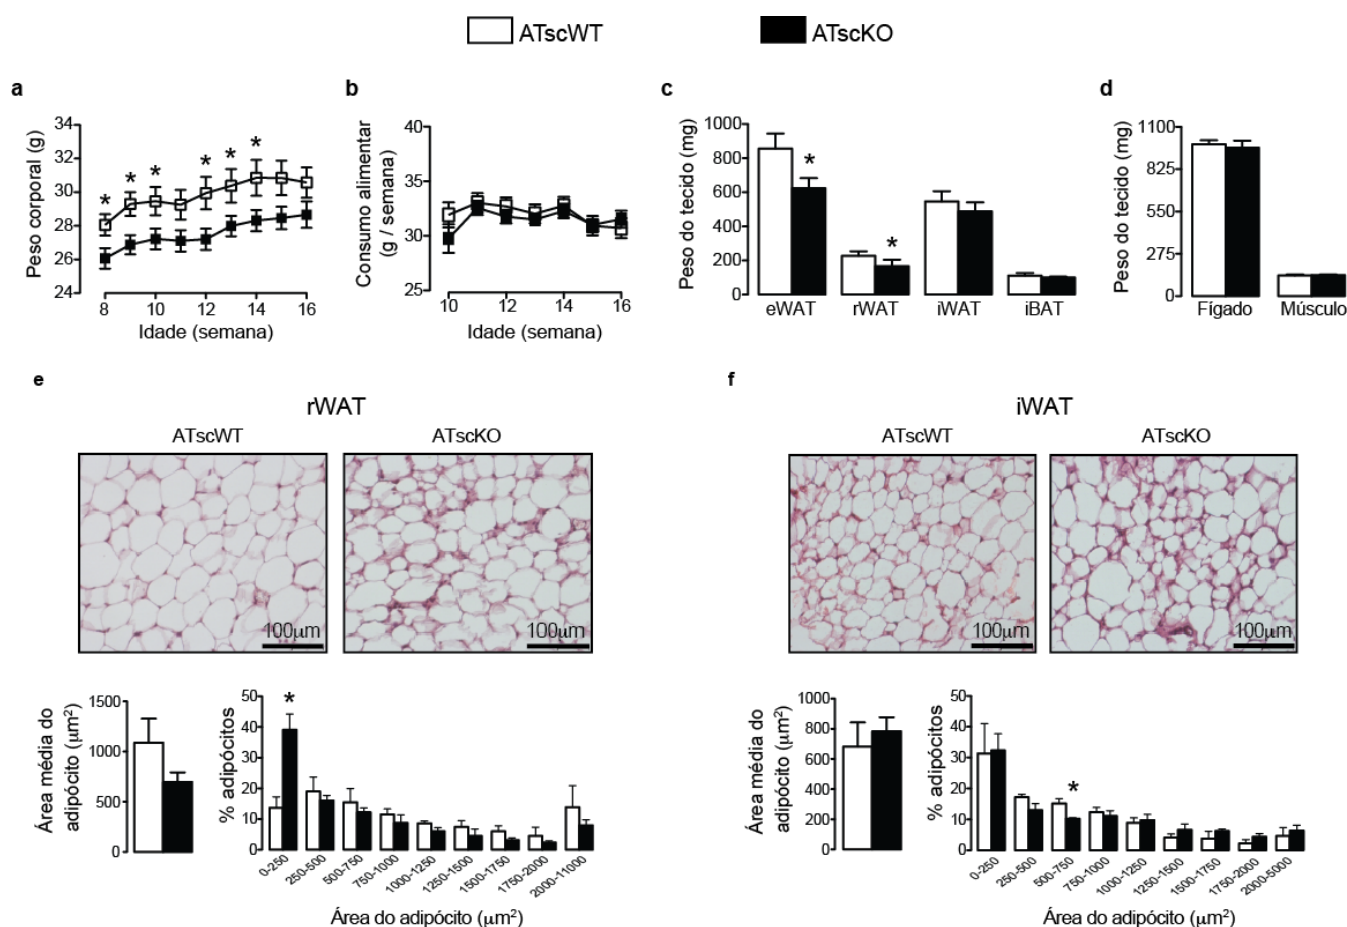 ATscWT
ATscKO
a
Peso corporal (g)
34
32
30
28
26
24
* * * * * *
8 10 12 14 16
Idade (semana)
b
Consumo alimentar
(g / semana)
40
35
30
25
10 12 14 16
Idade (semana)
c
Peso do tecido (mg)
1000
800
600
400
200
0
* *
eWAT rWAT iWAT iBAT
d
Peso do tecido (mg)
1100
825
550
275
0
Fígado Músculo
e
rWAT
ATscWT ATscKO
100μm 100μm
Área média do
adipócito (μm²)
1500
1000
500
0
% adipócitos
50
40
30
20
10
0
*
0-250 250-500 500-750 750-1000 1000-1250 1250-1500 1500-1750 1750-2000 2000-11000
Área do adipócito (μm²)
f
iWAT
ATscWT ATscKO
100μm 100μm
Área média do
adipócito (μm²)
1000
800
600
400
200
0
% adipócitos
50
40
30
20
10
0
*
0-250 250-500 500-750 750-1000 1000-1250 1250-1500 1500-1750 1750-2000 2000-5000
Área do adipócito (μm²)